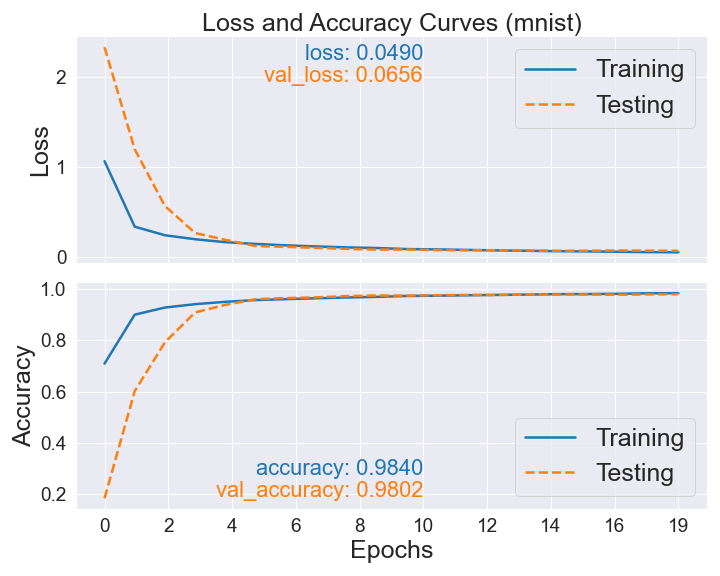 Loss and Accuracy Curves (mnist)
loss: 0.0490
val_loss: 0.0656
Training
Testing
Loss
2
1
0
1.0
0.8
0.6
0.4
0.2
Accuracy
accuracy: 0.9840
val_accuracy: 0.9802
Training
Testing
0 2 4 6 8 10 12 14 16 19
Epochs